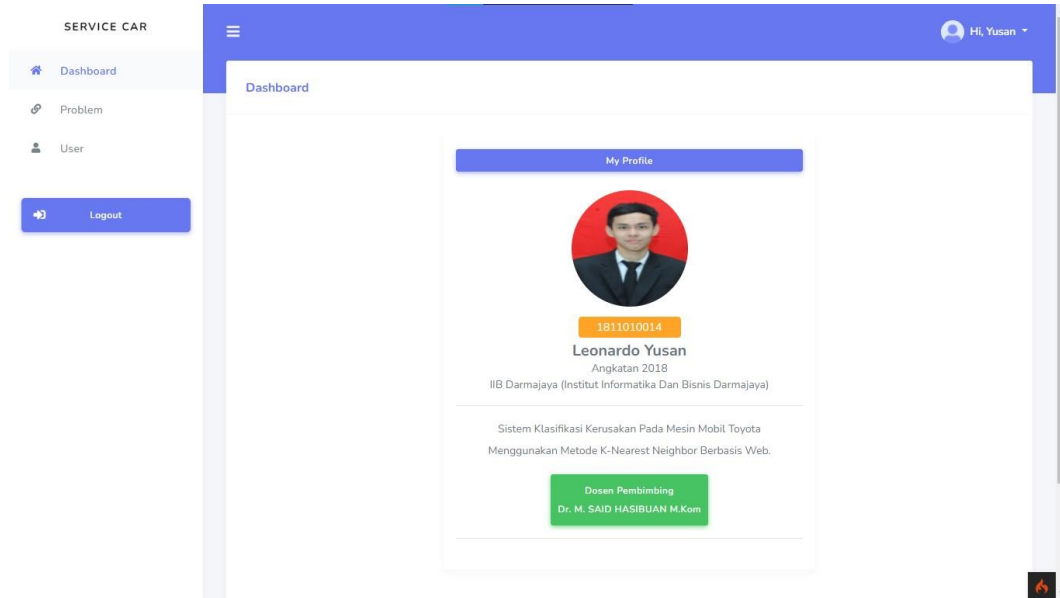 SERVICE CAR
Hi, Yusan
Dashboard
Problem
User
Logout
Dashboard
My Profile
1811010014
Leonardo Yusan
Angkatan 2018
IIB Darmajaya (Institut Informatika Dan Bisnis Darmajaya)
Sistem Klasifikasi Kerusakan Pada Mesin Mobil Toyota
Menggunakan Metode K-Nearest Neighbor Berbasis Web.
Dosen Pembimbing
Dr. M. SAID HASIBUAN M.Kom